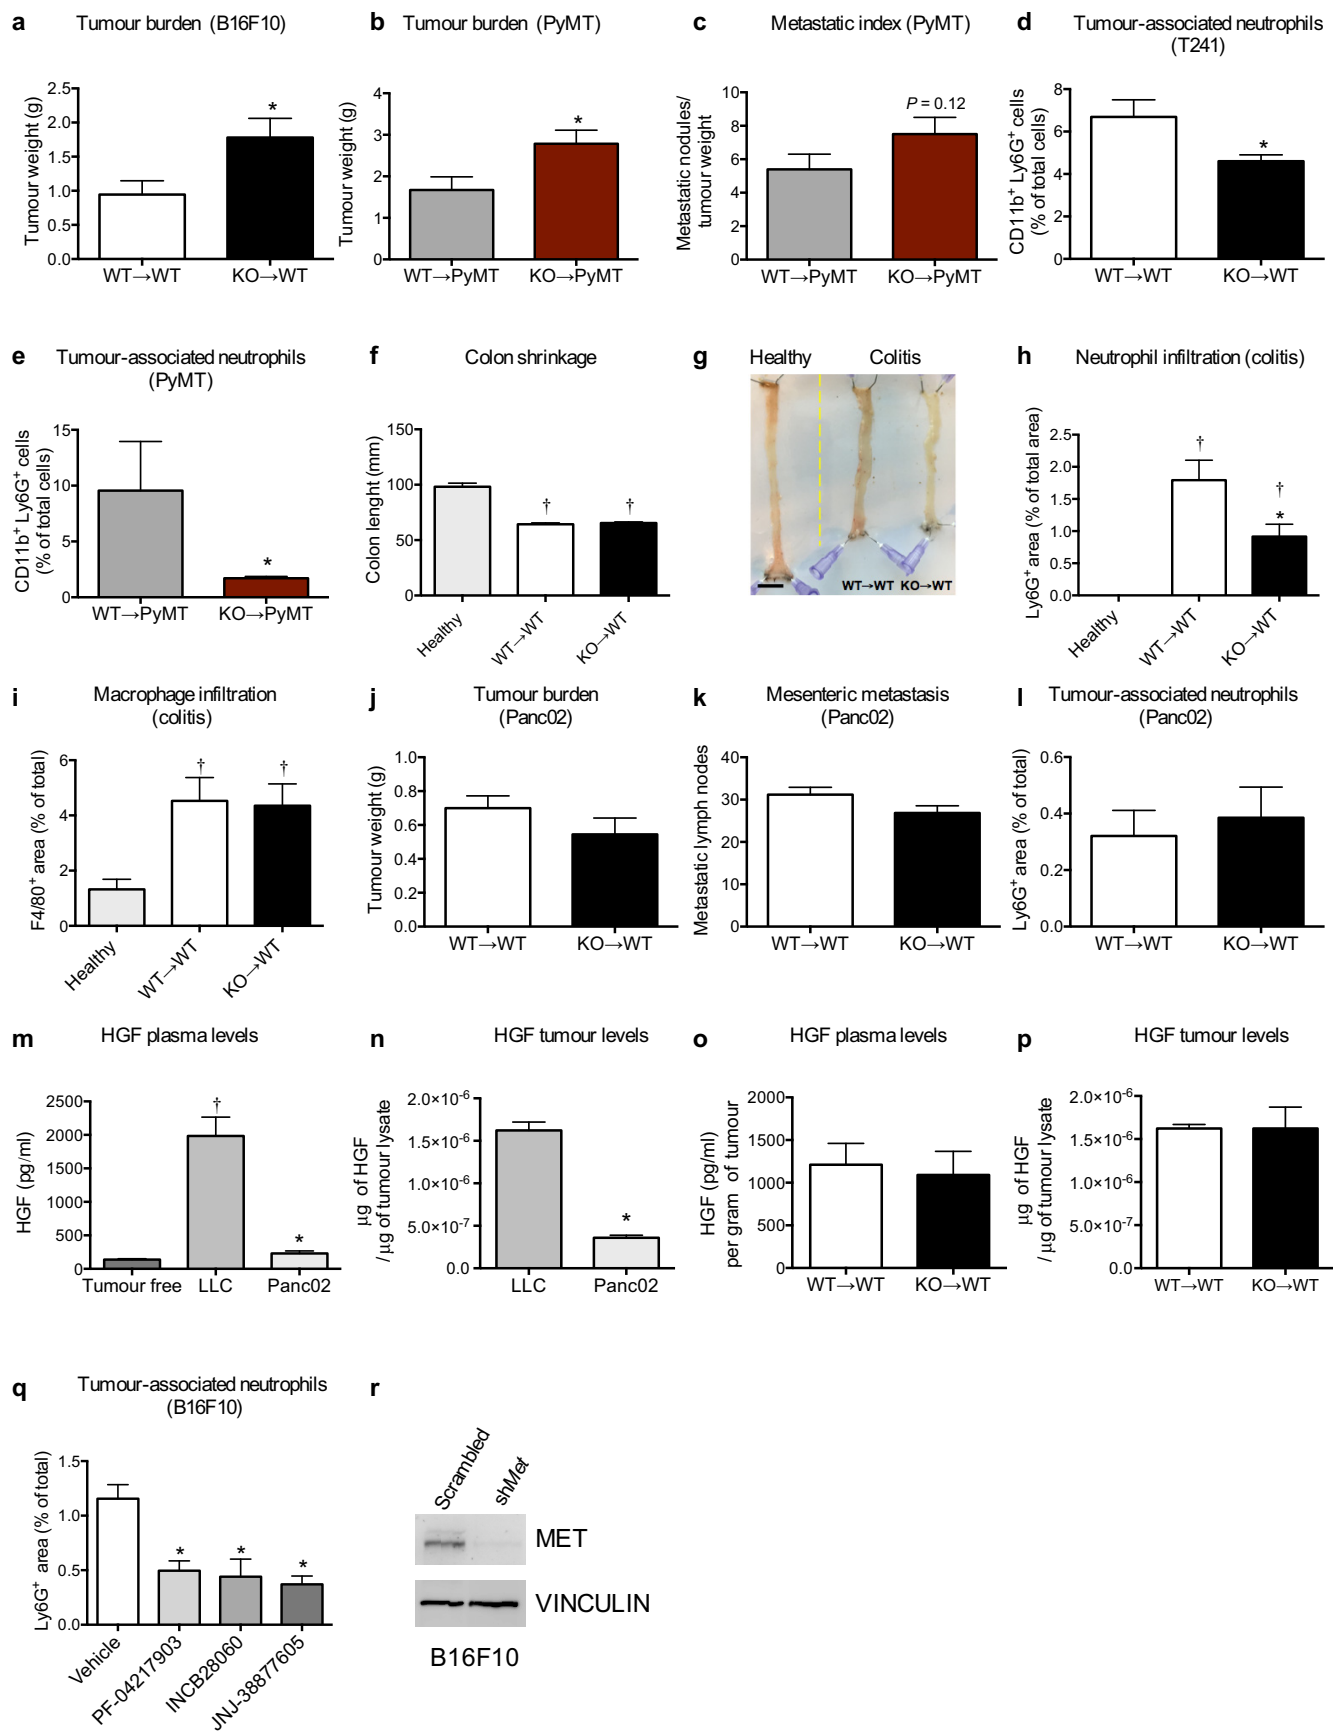 a Tumour burden (B16F10)
Tumour weight (g)
2.5
2.0
1.5
1.0
0.5
0.0
*
WT→WT KO→WT
b Tumour burden (PyMT)
Tumour weight (g)
4
3
2
1
0
*
WT→PyMT KO→PyMT
c Metastatic index (PyMT)
Metastatic nodules/
tumour weight
10
8
6
4
2
0
P = 0.12
WT→PyMT KO→PyMT
d Tumour-associated neutrophils
(T241)
CD11b⁺ Ly6G⁺ cells
(% of total cells)
8
6
4
2
0
*
WT→WT KO→WT
e Tumour-associated neutrophils
(PyMT)
CD11b⁺ Ly6G⁺ cells
(% of total cells)
15
10
5
0
*
WT→PyMT KO→PyMT
f Colon shrinkage
Colon lenght (mm)
150
100
50
0
† †
Healthy WT→WT KO→WT
g Healthy Colitis
WT→WT KO→WT
h Neutrophil infiltration (colitis)
Ly6G⁺ area (% of total area)
2.5
2.0
1.5
1.0
0.5
0.0
† †
*
Healthy WT→WT KO→WT
i Macrophage infiltration
(colitis)
F4/80⁺ area (% of total)
6
4
2
0
† †
Healthy WT→WT KO→WT
j Tumour burden
(Panc02)
Tumour weight (g)
1.0
0.8
0.6
0.4
0.2
0.0
WT→WT KO→WT
k Mesenteric metastasis
(Panc02)
Metastatic lymph nodes
40
30
20
10
0
WT→WT KO→WT
l Tumour-associated neutrophils
(Panc02)
Ly6G⁺ area (% of total)
0.6
0.4
0.2
0.0
WT→WT KO→WT
m HGF plasma levels
HGF (pg/ml)
2500
2000
1500
1000
500
0
†
*
Tumour free LLC Panc02
n HGF tumour levels
µg of HGF
/ µg of tumour lysate
2.0×10⁻⁶
1.5×10⁻⁶
1.0×10⁻⁶
5.0×10⁻⁷
0.0
*
LLC Panc02
o HGF plasma levels
HGF (pg/ml)
per gram of tumour
2000
1500
1000
500
0
WT→WT KO→WT
p HGF tumour levels
µg of HGF
/ µg of tumour lysate
2.0×10⁻⁶
1.5×10⁻⁶
1.0×10⁻⁶
5.0×10⁻⁷
0.0
WT→WT KO→WT
q Tumour-associated neutrophils
(B16F10)
Ly6G⁺ area (% of total)
1.5
1.0
0.5
0.0
* * *
Vehicle PF-04217903 INCB28060 JNJ-38877605
r
Scrambled shMet
MET
VINCULIN
B16F10